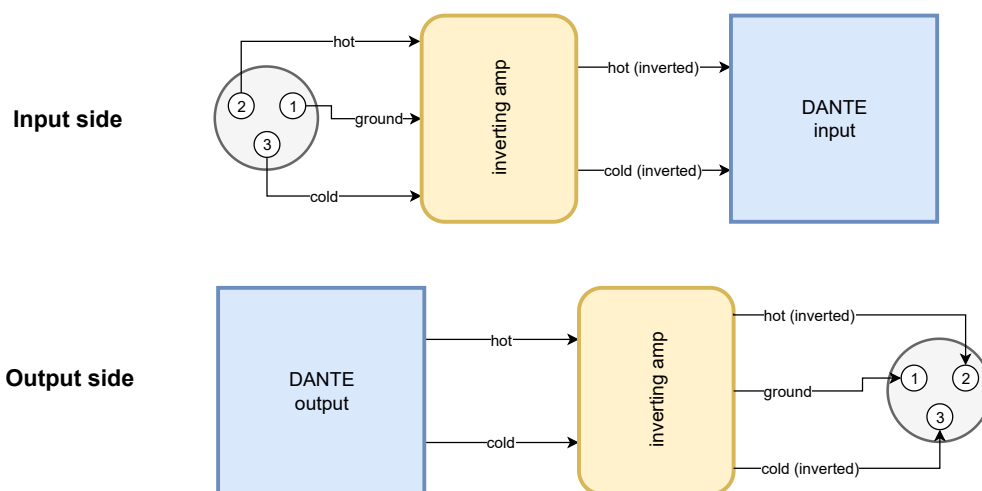 hot
hot (inverted)
2
1
ground
Input side
inverting amp
DANTE
input
3
cold (inverted)
cold
hot (inverted)
hot
Output side
DANTE
output
inverting amp
ground
1
2
3
cold
cold (inverted)